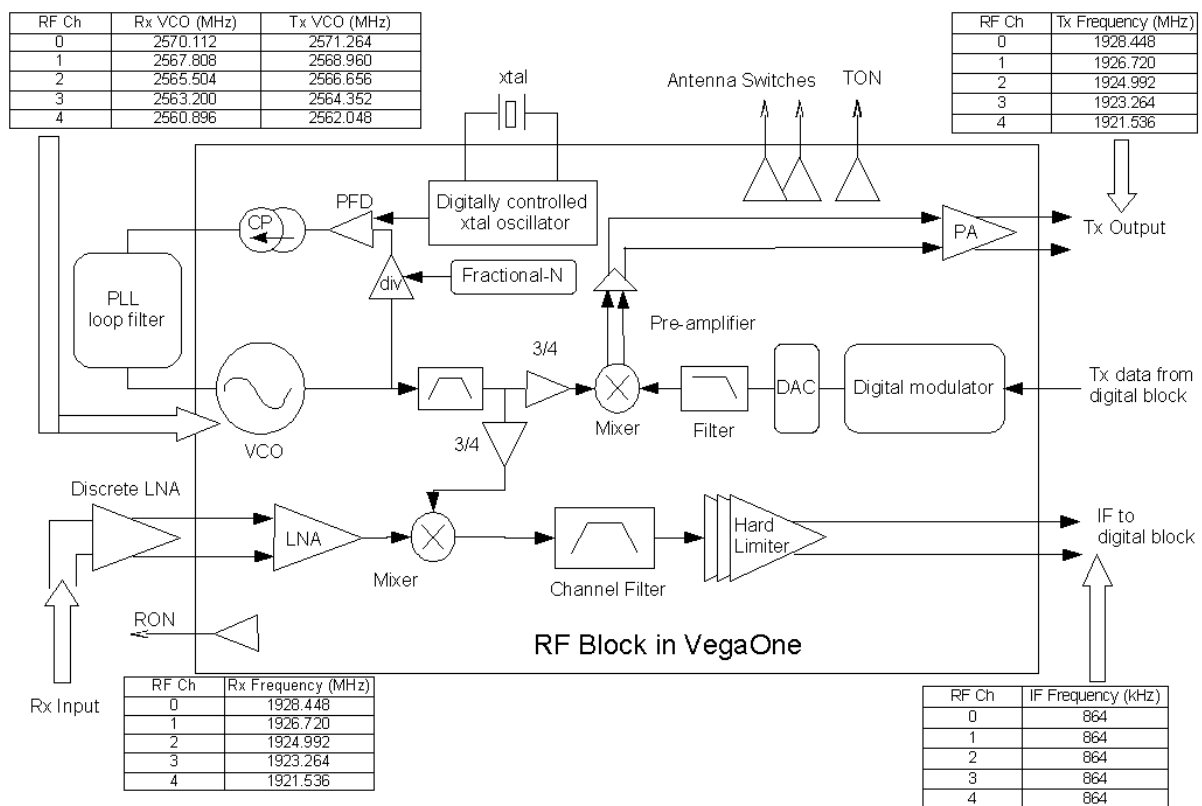 RF Ch Rx VCO (MHz) Tx VCO (MHz)
0 2570.112 2571.264
1 2567.808 2568.960
2 2565.504 2566.656
3 2563.200 2564.352
4 2560.896 2562.048
RF Ch Tx Frequency (MHz)
0 1928.448
1 1926.720
2 1924.992
3 1923.264
4 1921.536
xtal
Antenna Switches
TON
PFD
CP
Digitally controlled
xtal oscillator
PA
Tx Output
div
Fractional-N
PLL
loop filter
Pre-amplifier
3/4
VCO
3/4
Mixer
Filter
DAC
Digital modulator
Tx data from
digital block
Discrete LNA
LNA
Mixer
Channel Filter
Hard
Limiter
IF to
digital block
RON
RF Block in VegaOne
Rx Input
RF Ch Rx Frequency (MHz)
0 1928.448
1 1926.720
2 1924.992
3 1923.264
4 1921.536
RF Ch IF Frequency (kHz)
0 864
1 864
2 864
3 864
4 864